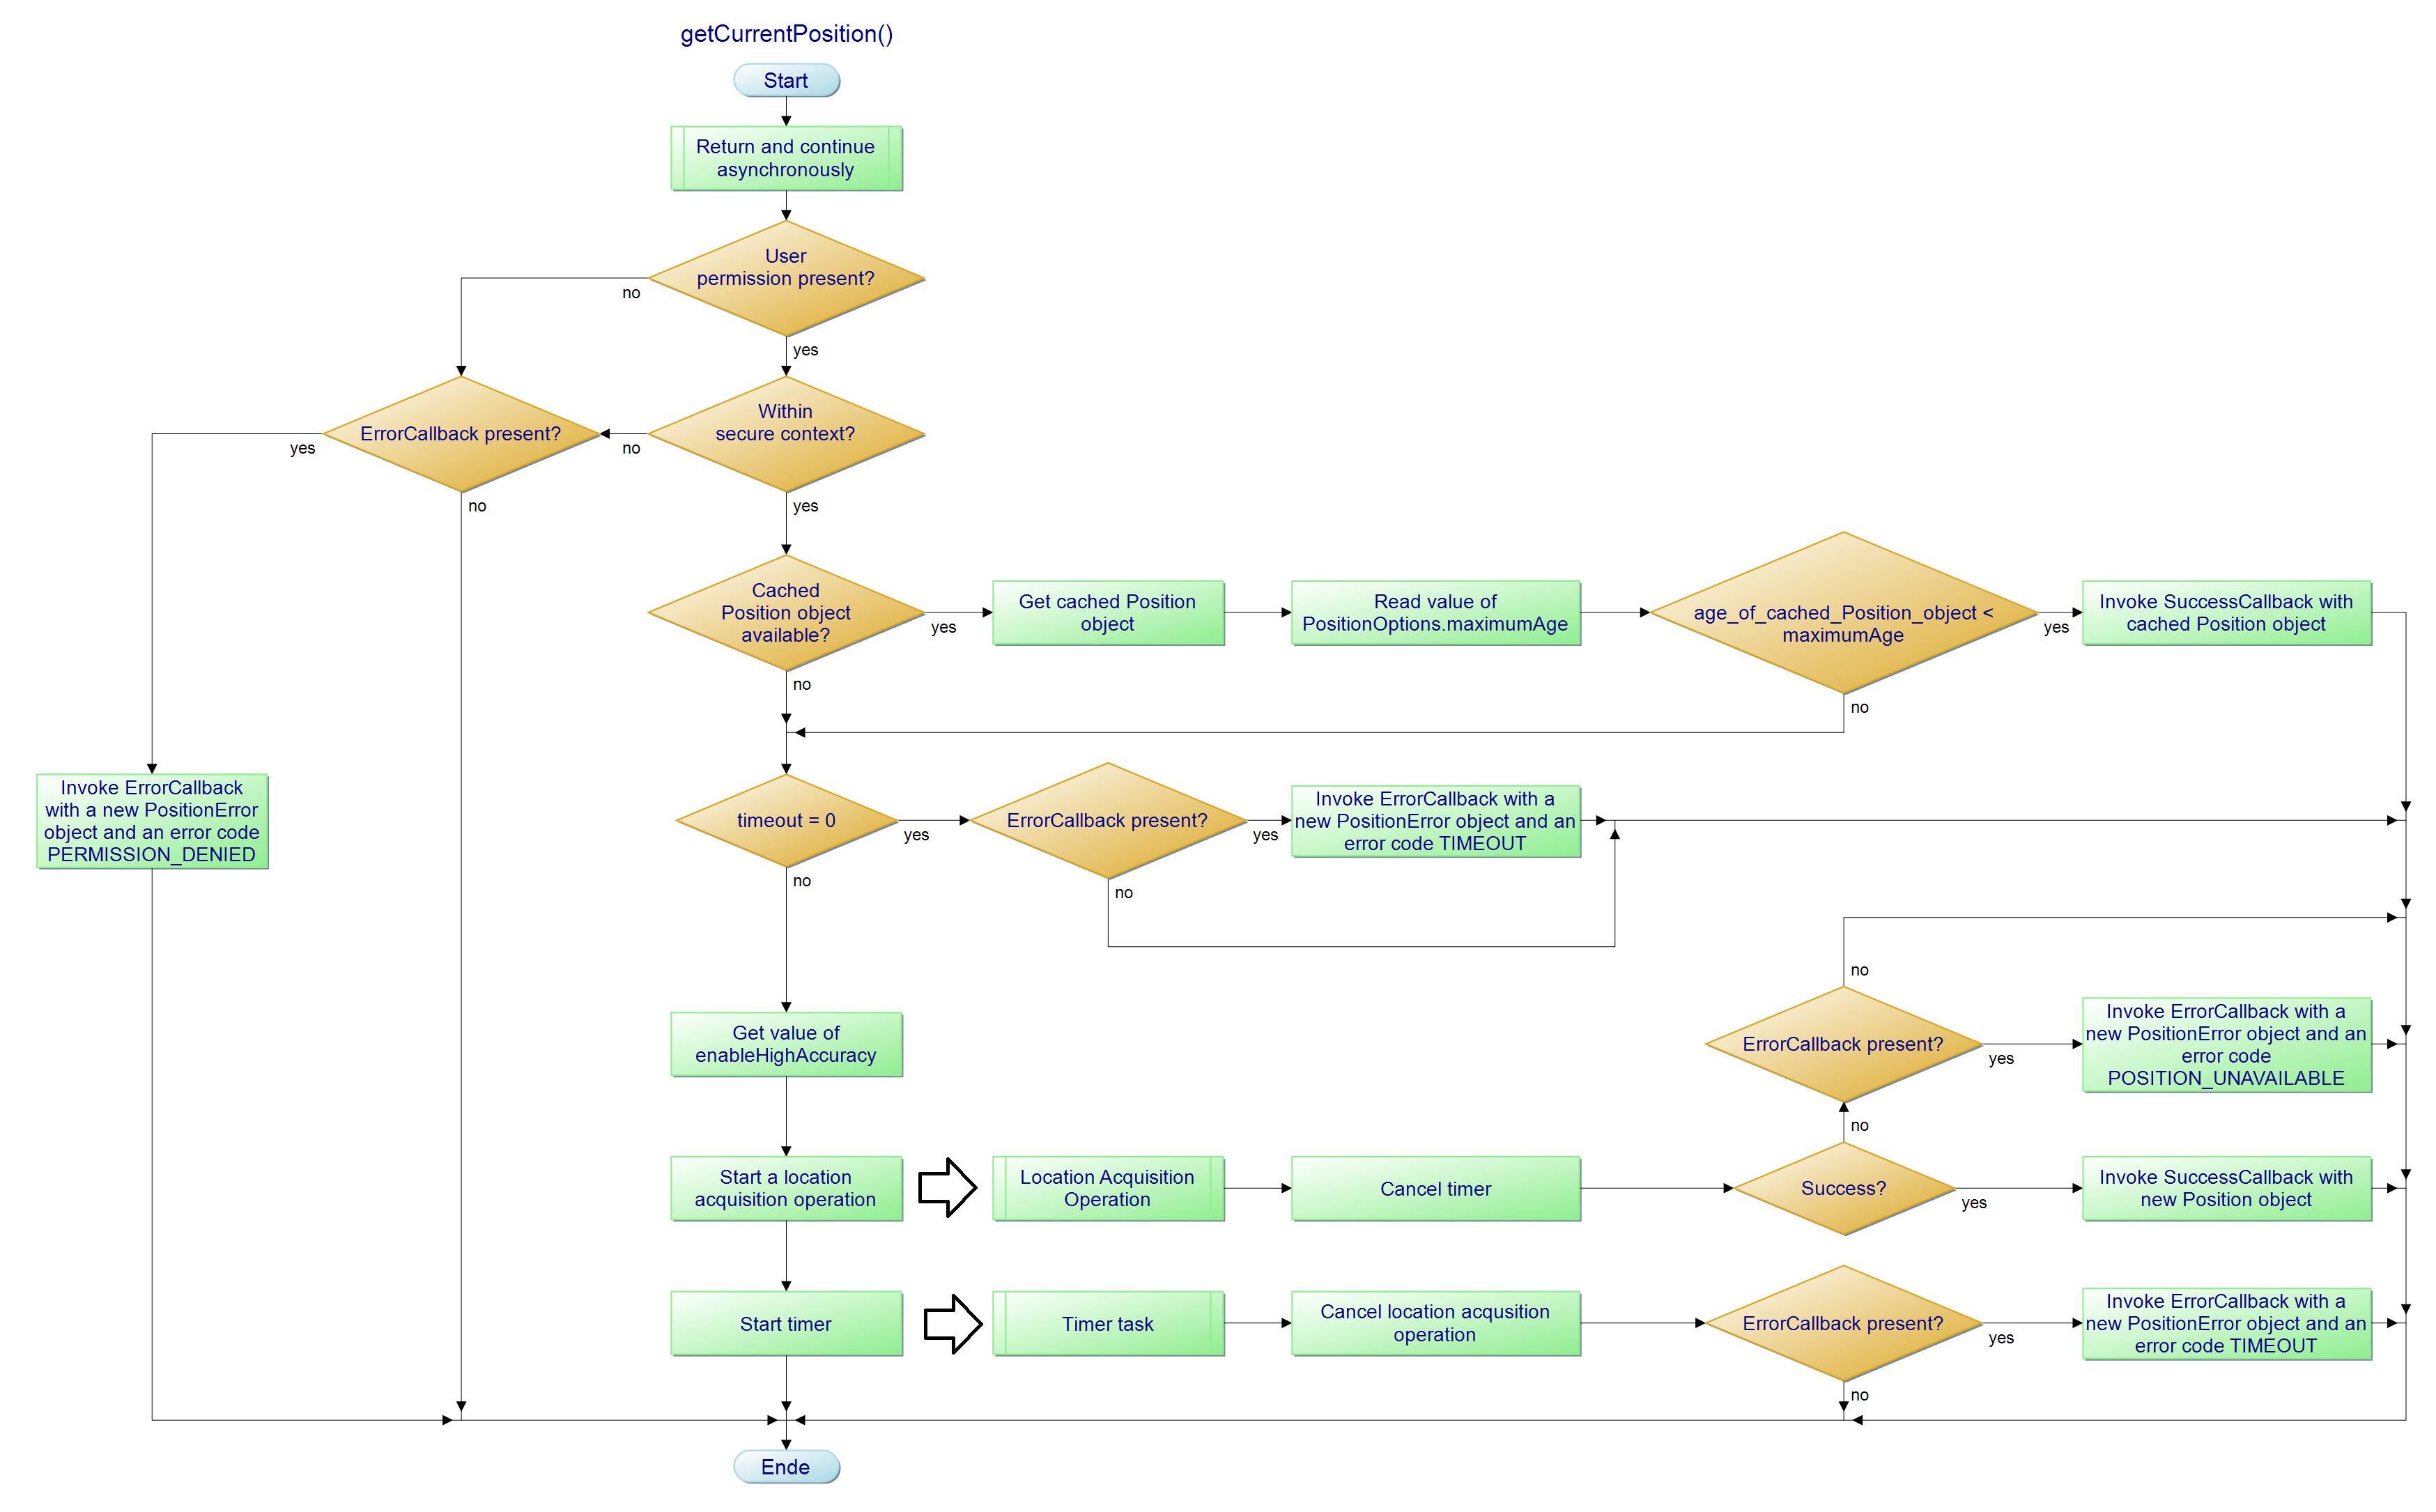 getCurrentPosition()
Start
Return and continue
asynchronously
User
permission present?
no
yes
ErrorCallback present?
yes
no
Within
secure context?
no
yes
Cached
Position object
available?
yes
no
Get cached Position
object
Read value of
PositionOptions.maximumAge
age_of_cached_Position_object <
maximumAge
yes
no
Invoke SuccessCallback with
cached Position object
Invoke ErrorCallback
with a new PositionError
object and an error code
PERMISSION_DENIED
timeout = 0
yes
no
ErrorCallback present?
yes
no
Invoke ErrorCallback with a
new PositionError object and an
error code TIMEOUT
Get value of
enableHighAccuracy
no
ErrorCallback present?
yes
Invoke ErrorCallback with a
new PositionError object and an
error code
POSITION_UNAVAILABLE
Start a location
acquisition operation
Location Acquisition
Operation
Cancel timer
no
Success?
yes
Invoke SuccessCallback with
new Position object
Start timer
Timer task
Cancel location acqusition
operation
ErrorCallback present?
yes
no
Invoke ErrorCallback with a
new PositionError object and an
error code TIMEOUT
Ende